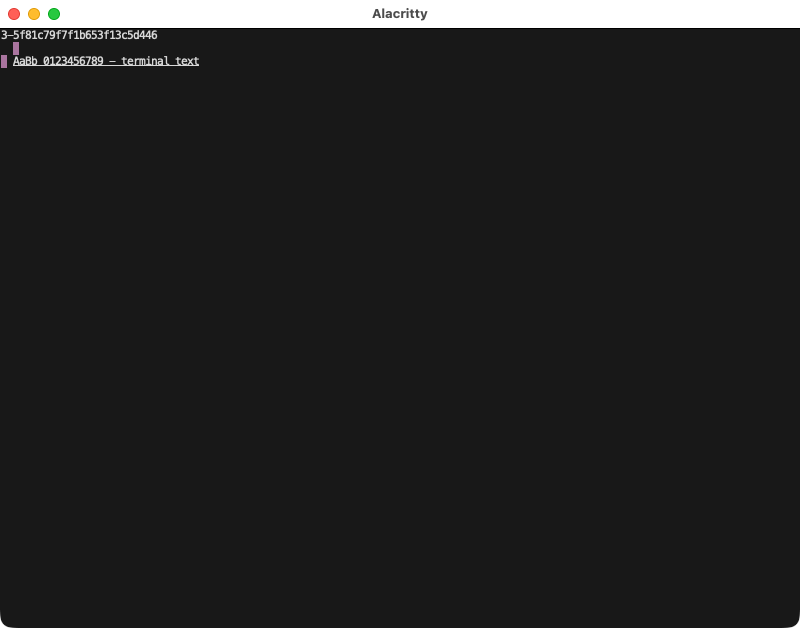 Alacritty
3-5f81c79f7f1b653f13c5d446
AaBb 0123456789 — terminal text